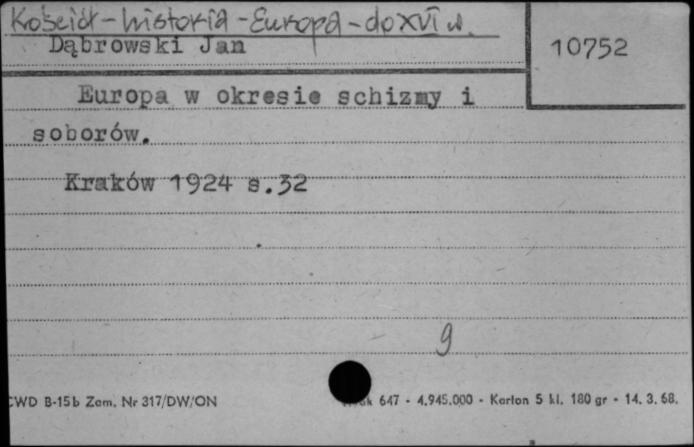 Kościół - historia - Europa - do XVI w.
Dąbrowski Jan
10752
Europa w okresie schizmy i
soborów.
Kraków 1924 s.32
9
CWD B-15b Zam. Nr 317/DW/ON
647 - 4.945.000 - Karton 5 kl. 180 gr - 14. 3. 68.